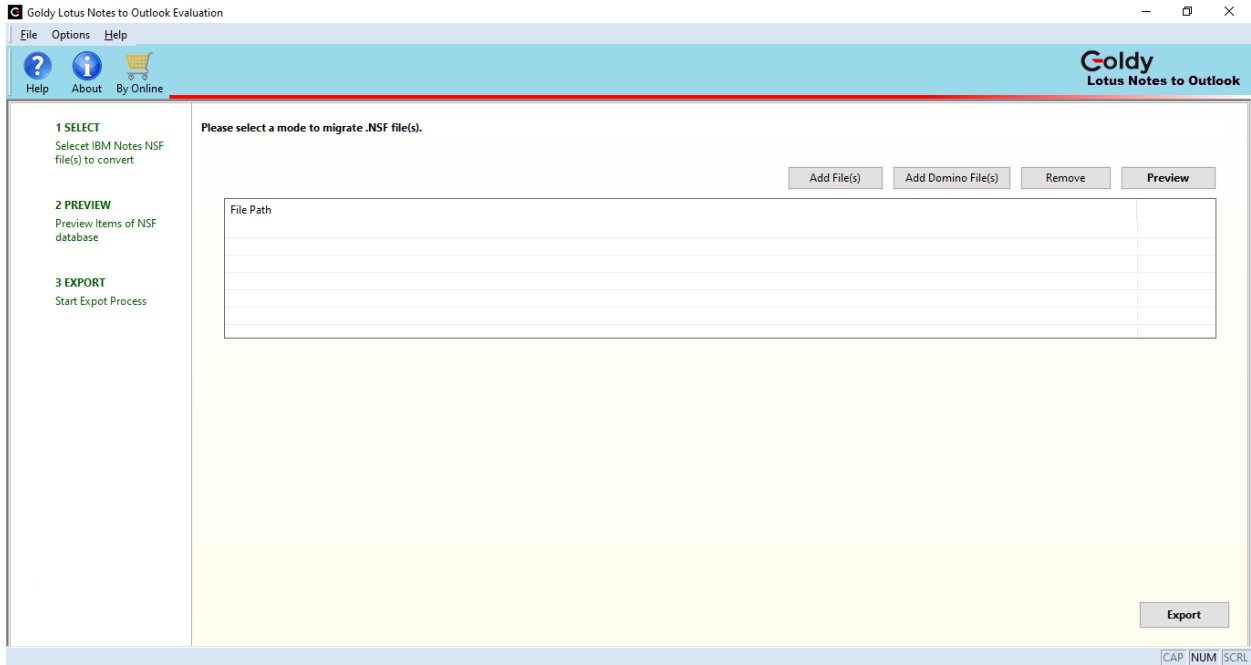 Goldy Lotus Notes to Outlook Evaluation
File Options Help
Help About By Online
Goldy
Lotus Notes to Outlook
1 SELECT
Selecet IBM Notes NSF
file(s) to convert
2 PREVIEW
Preview Items of NSF
database
3 EXPORT
Start Expot Process
Please select a mode to migrate .NSF file(s).
Add File(s) Add Domino File(s) Remove Preview
File Path
Export
CAP NUM SCRL